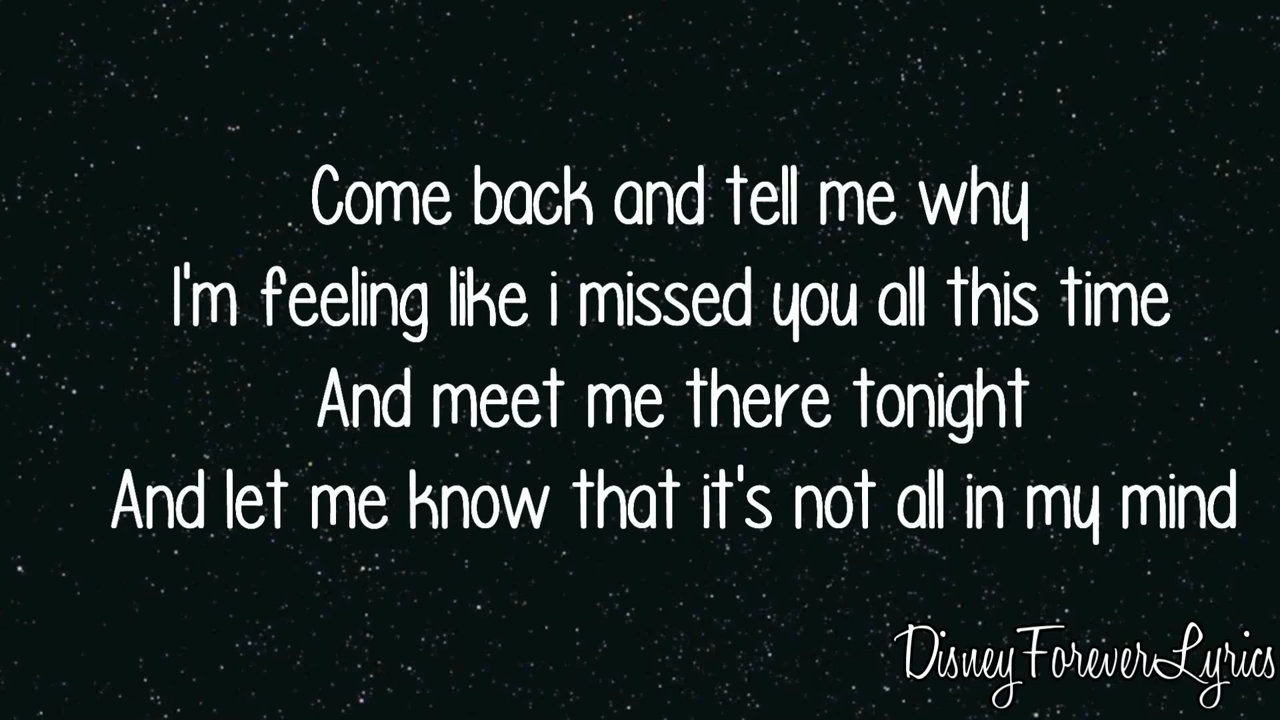 Come back and tell me why
I'm feeling like i missed you all this time
And meet me there tonight
And let me know that it's not all in my mind
DisneyForeverLyrics